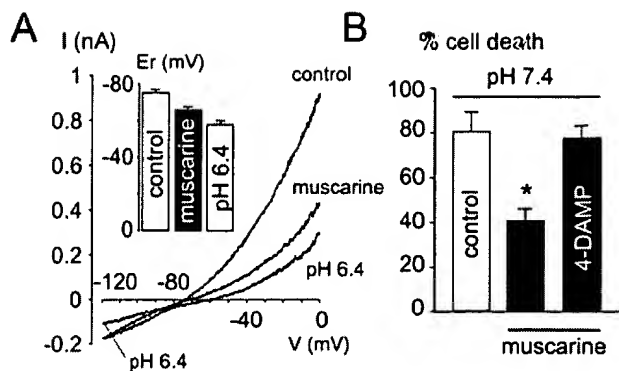 A
I (nA)
Er (mV)
-80
-40
0
control
muscarine
pH 6.4
1
0.8
0.6
0.4
0.2
0
-0.2
-120
-80
-40
0
V (mV)
control
muscarine
pH 6.4
pH 6.4
B
% cell death
pH 7.4
100
80
60
40
20
0
control
*
4-DAMP
muscarine